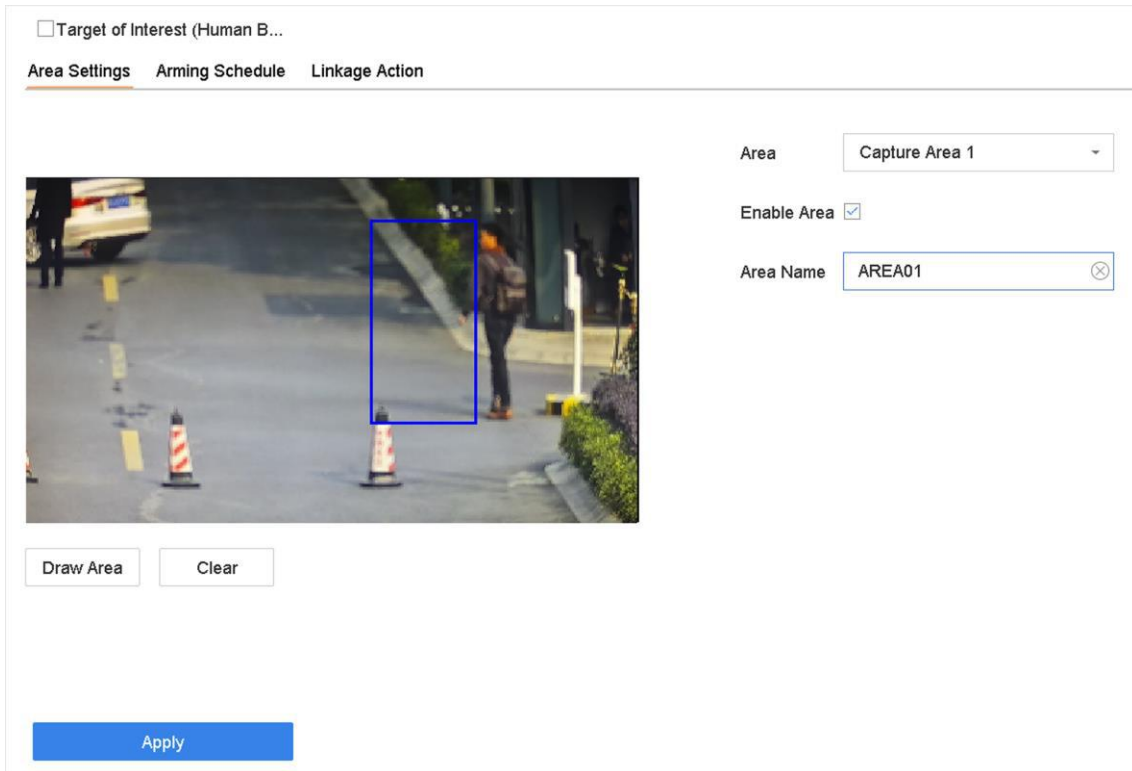 Target of Interest (Human B...
Area Settings Arming Schedule Linkage Action
Area Capture Area 1
Enable Area
Area Name AREA01
Draw Area Clear
Apply